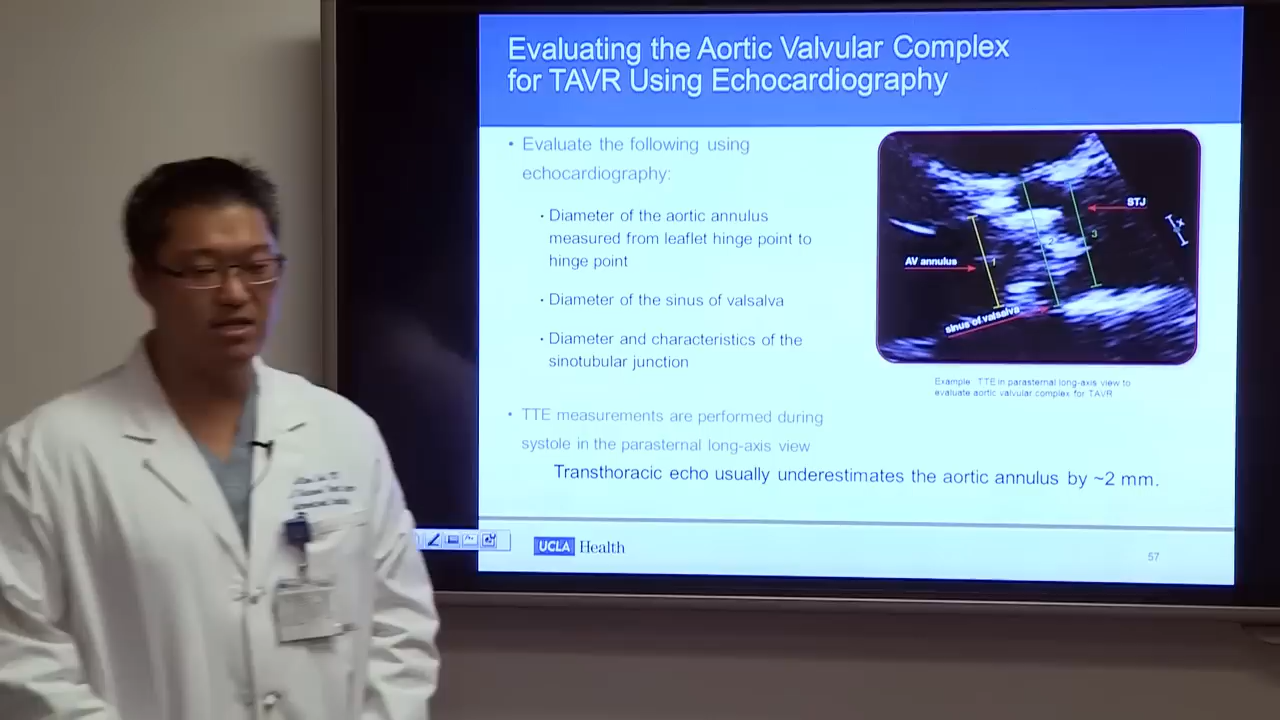 Evaluating the Aortic Valvular Complex
for TAVR Using Echocardiography
• Evaluate the following using
echocardiography:
· Diameter of the aortic annulus
measured from leaflet hinge point to
hinge point
· Diameter of the sinus of valsalva
· Diameter and characteristics of the
sinotubular junction
STJ
AV annulus
1
2
3
sinus of valsalva
Example: TTE in parasternal long-axis view to
evaluate aortic valvular complex for TAVR
• TTE measurements are performed during
systole in the parasternal long-axis view
Transthoracic echo usually underestimates the aortic annulus by ~2 mm.
UCLA Health
57